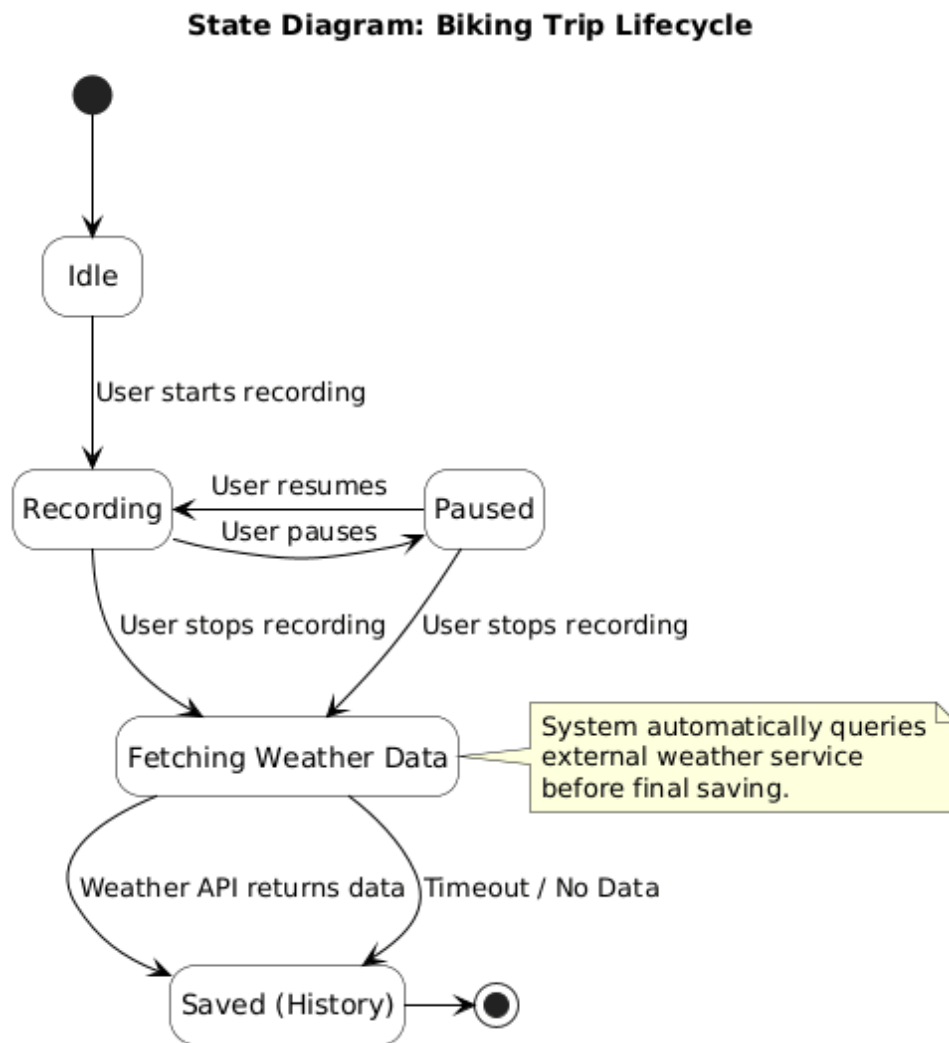 State Diagram: Biking Trip Lifecycle
Idle
User starts recording
Recording
User resumes
User pauses
Paused
User stops recording
User stops recording
Fetching Weather Data
System automatically queries
external weather service
before final saving.
Weather API returns data
Timeout / No Data
Saved (History)